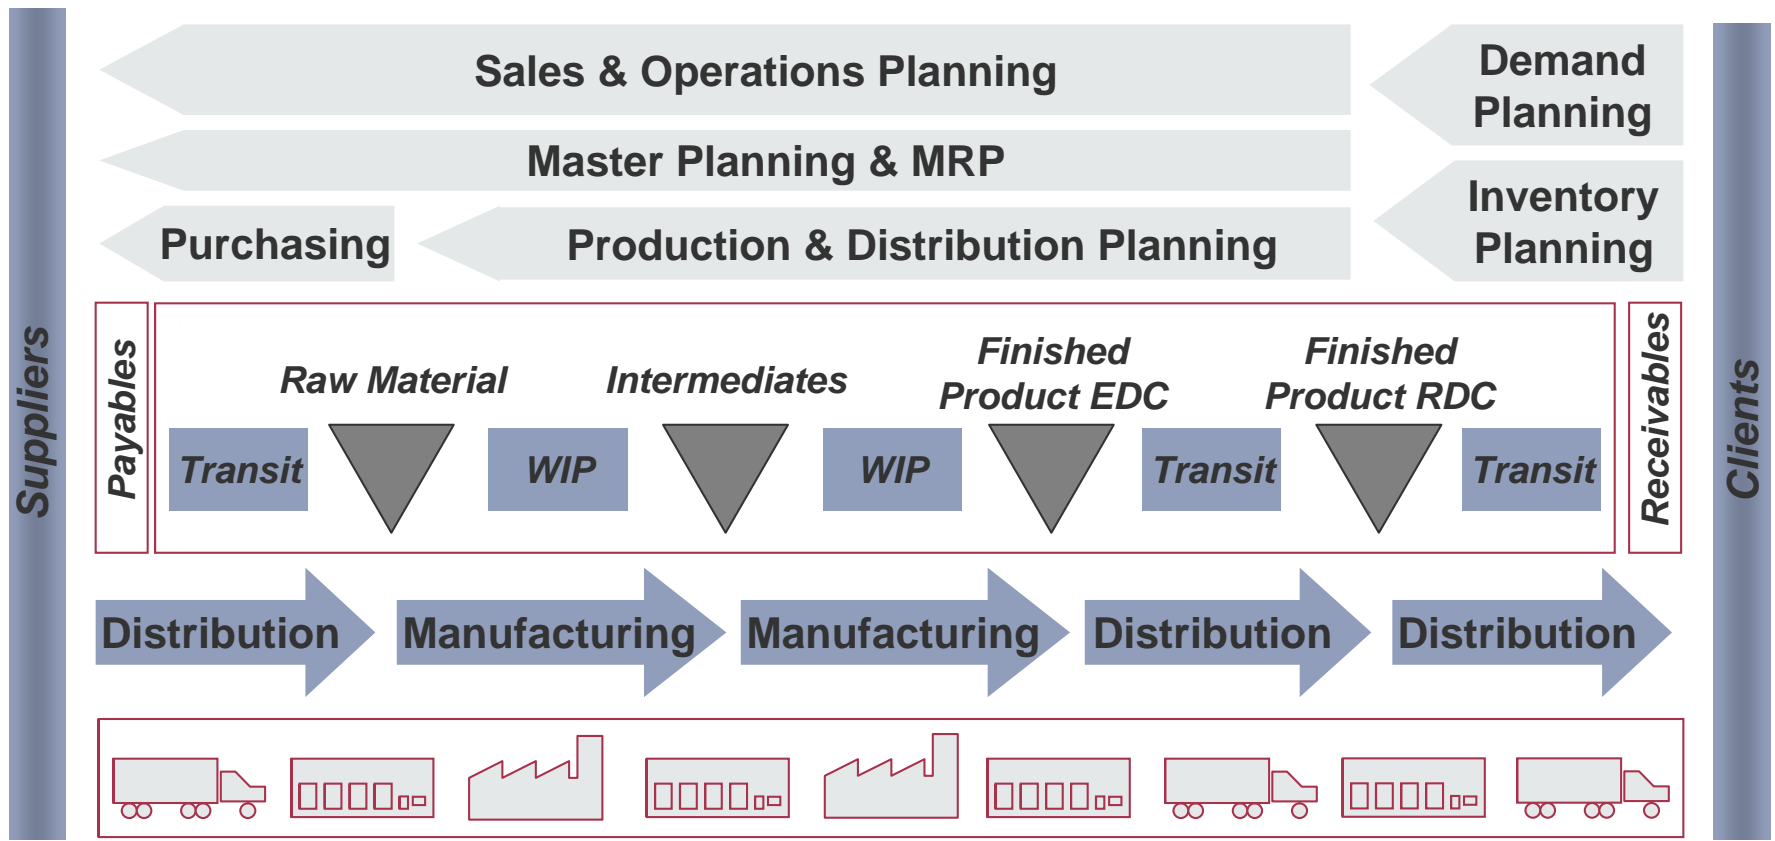 Suppliers
Sales & Operations Planning
Demand
Planning
Master Planning & MRP
Inventory
Planning
Purchasing
Production & Distribution Planning
Clients
Payables
Raw Material
Intermediates
Finished
Product EDC
Finished
Product RDC
Transit
WIP
WIP
Transit
Transit
Receivables
Distribution
Manufacturing
Manufacturing
Distribution
Distribution